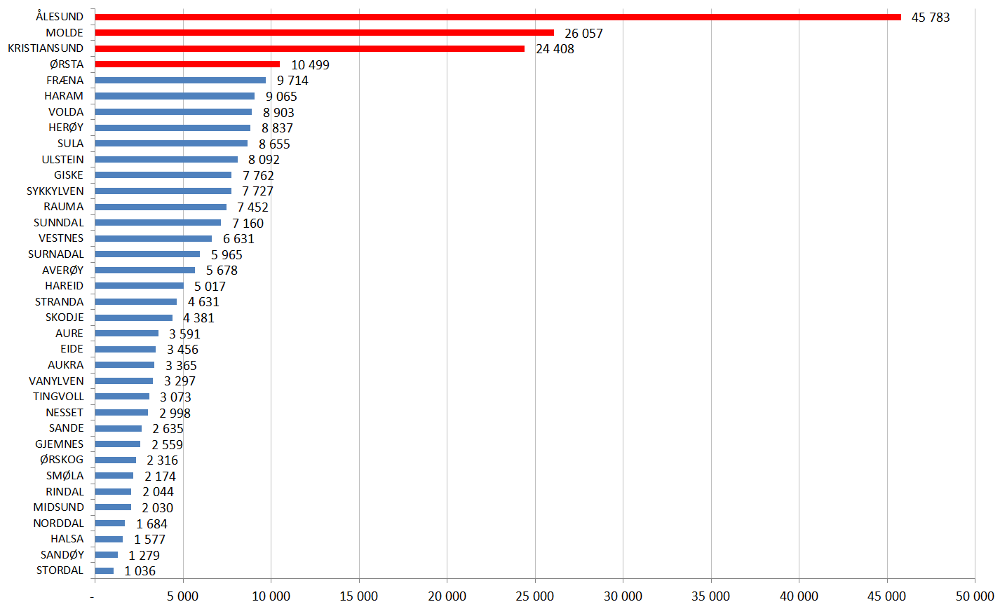 ÅLESUND 45 783
MOLDE 26 057
KRISTIANSUND 24 408
ØRSTA 10 499
FRÆNA 9 714
HARAM 9 065
VOLDA 8 903
HERØY 8 837
SULA 8 655
ULSTEIN 8 092
GISKE 7 762
SYKKYLVEN 7 727
RAUMA 7 452
SUNNDAL 7 160
VESTNES 6 631
SURNADAL 5 965
AVERØY 5 678
HAREID 5 017
STRANDA 4 631
SKODJE 4 381
AURE 3 591
EIDE 3 456
AUKRA 3 365
VANYLVEN 3 297
TINGVOLL 3 073
NESSET 2 998
SANDE 2 635
GJEMNES 2 559
ØRSKOG 2 316
SMØLA 2 174
RINDAL 2 044
MIDSUND 2 030
NORDDAL 1 684
HALSA 1 577
SANDØY 1 279
STORDAL 1 036
- 5 000 10 000 15 000 20 000 25 000 30 000 35 000 40 000 45 000 50 000